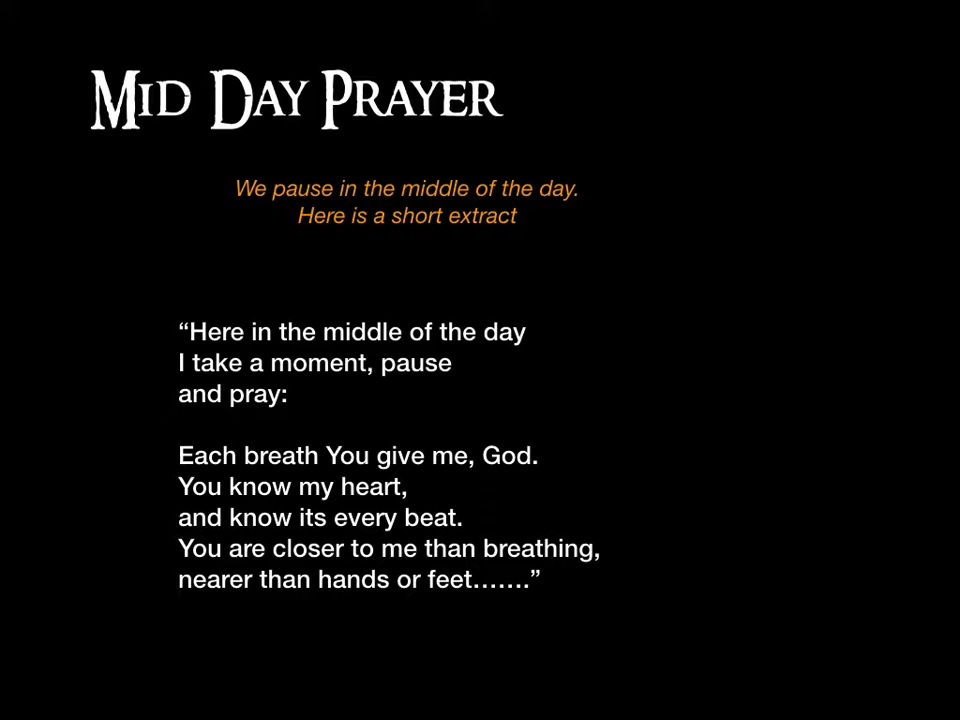 Mid Day Prayer
We pause in the middle of the day.
Here is a short extract
“Here in the middle of the day
I take a moment, pause
and pray:
Each breath You give me, God.
You know my heart,
and know its every beat.
You are closer to me than breathing,
nearer than hands or feet…….”